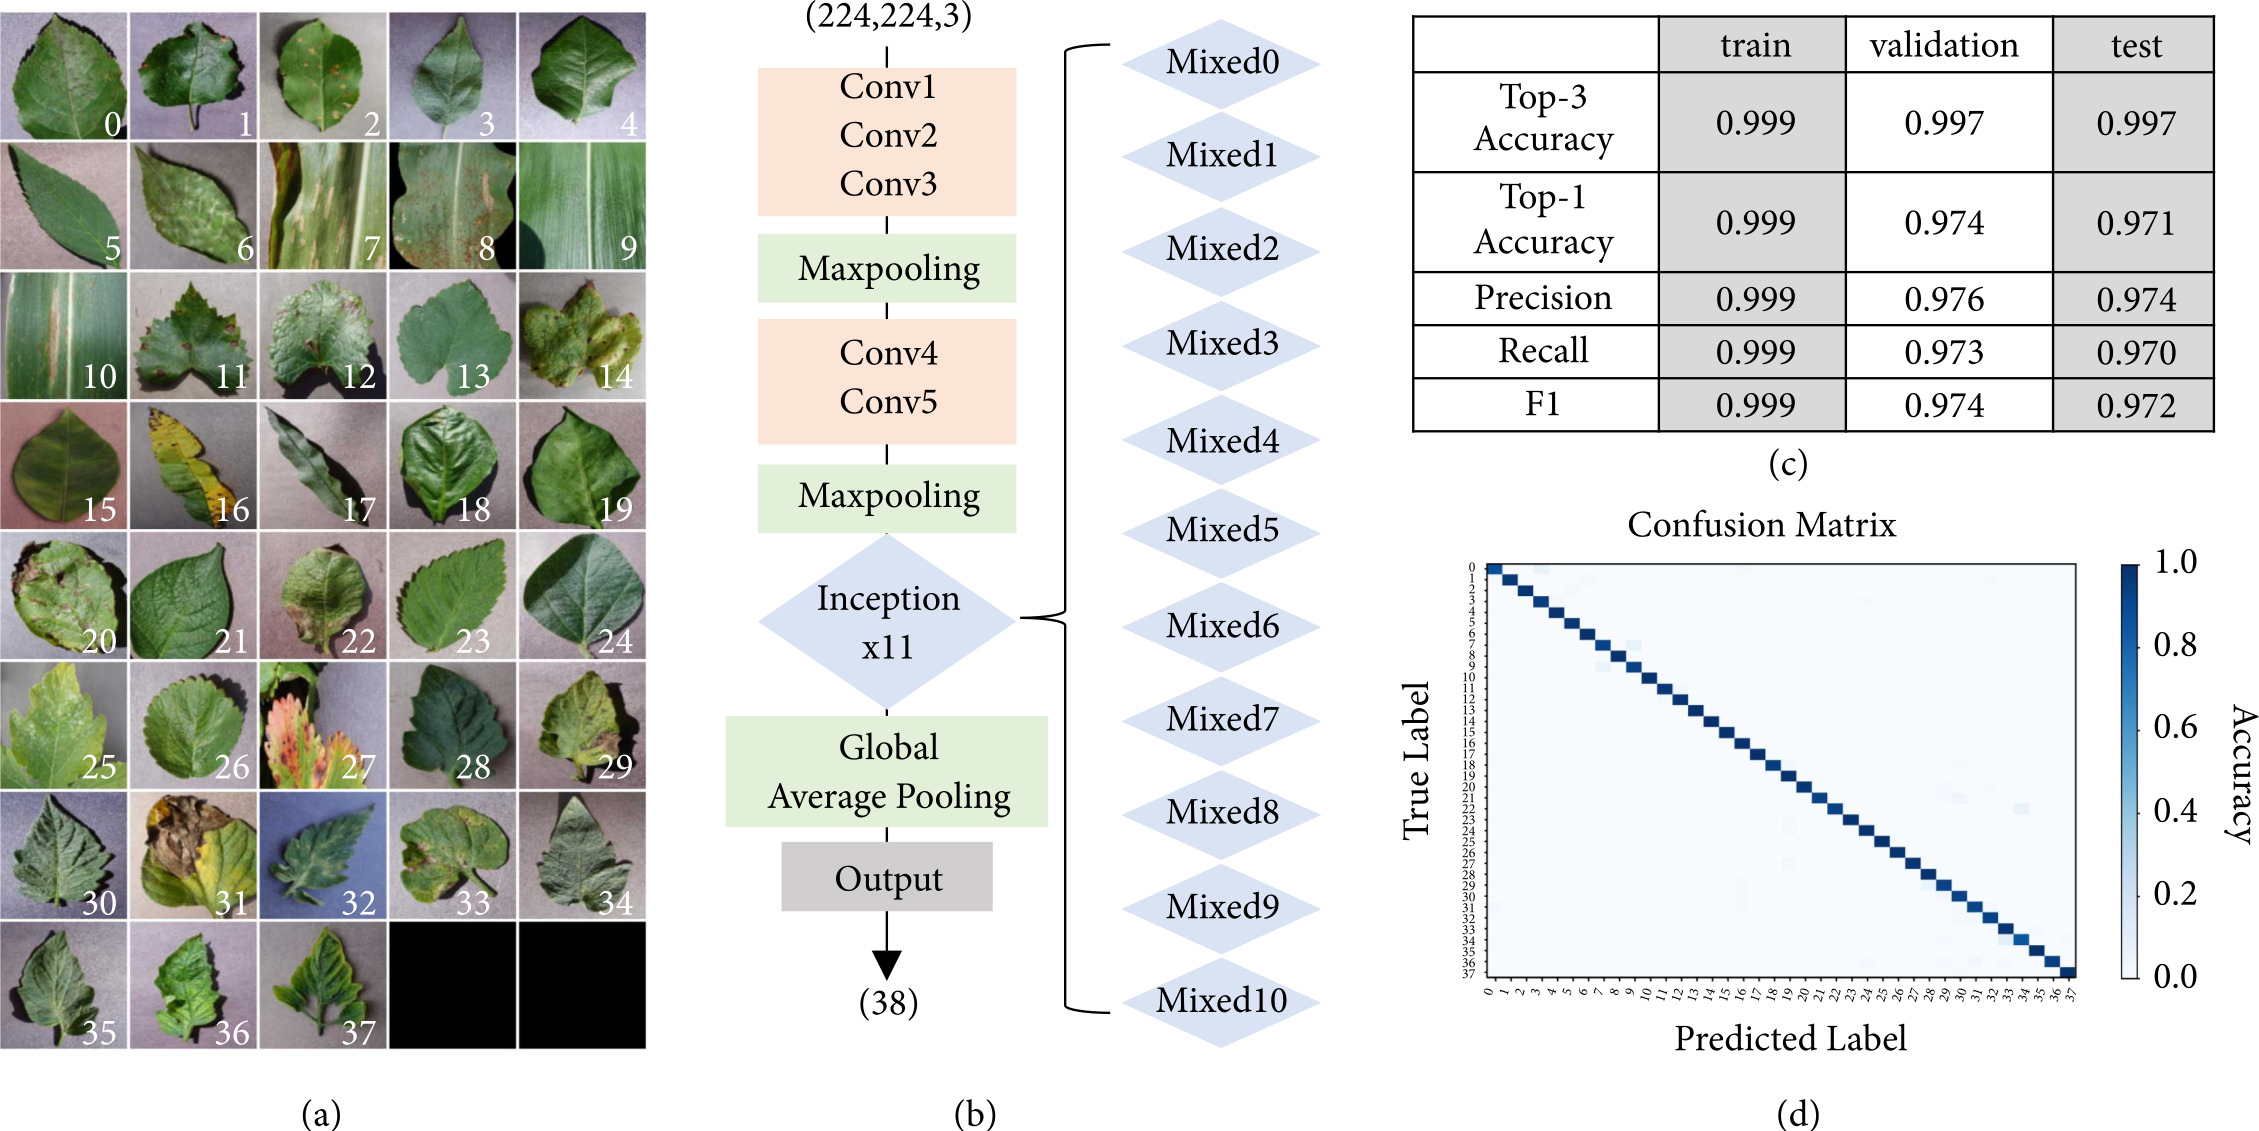 0 1 2 3 4
5 6 7 8 9
10 11 12 13 14
15 16 17 18 19
20 21 22 23 24
25 26 27 28 29
30 31 32 33 34
35 36 37
(a)
(224,224,3)
Conv1
Conv2
Conv3
Maxpooling
Conv4
Conv5
Maxpooling
Inception
x11
Global
Average Pooling
Output
(38)
Mixed0
Mixed1
Mixed2
Mixed3
Mixed4
Mixed5
Mixed6
Mixed7
Mixed8
Mixed9
Mixed10
(b)
train validation test
Top-3
Accuracy
0.999 0.997 0.997
Top-1
Accuracy
0.999 0.974 0.971
Precision 0.999 0.976 0.974
Recall 0.999 0.973 0.970
F1 0.999 0.974 0.972
(c)
Confusion Matrix
True Label
0
1
2
3
4
5
6
7
8
9
10
11
12
13
14
15
16
17
18
19
20
21
22
23
24
25
26
27
28
29
30
31
32
33
34
35
36
37
0 1 2 3 4 5 6 7 8 9 10 11 12 13 14 15 16 17 18 19 20 21 22 23 24 25 26 27 28 29 30 31 32 33 34 35 36 37
Predicted Label
1.0
0.8
0.6
0.4
0.2
0.0
Accuracy
(d)